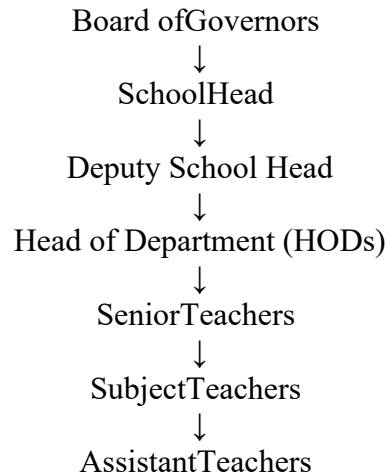 Board ofGovernors
↓
SchoolHead
↓
Deputy School Head
↓
Head of Department (HODs)
↓
SeniorTeachers
↓
SubjectTeachers
↓
AssistantTeachers